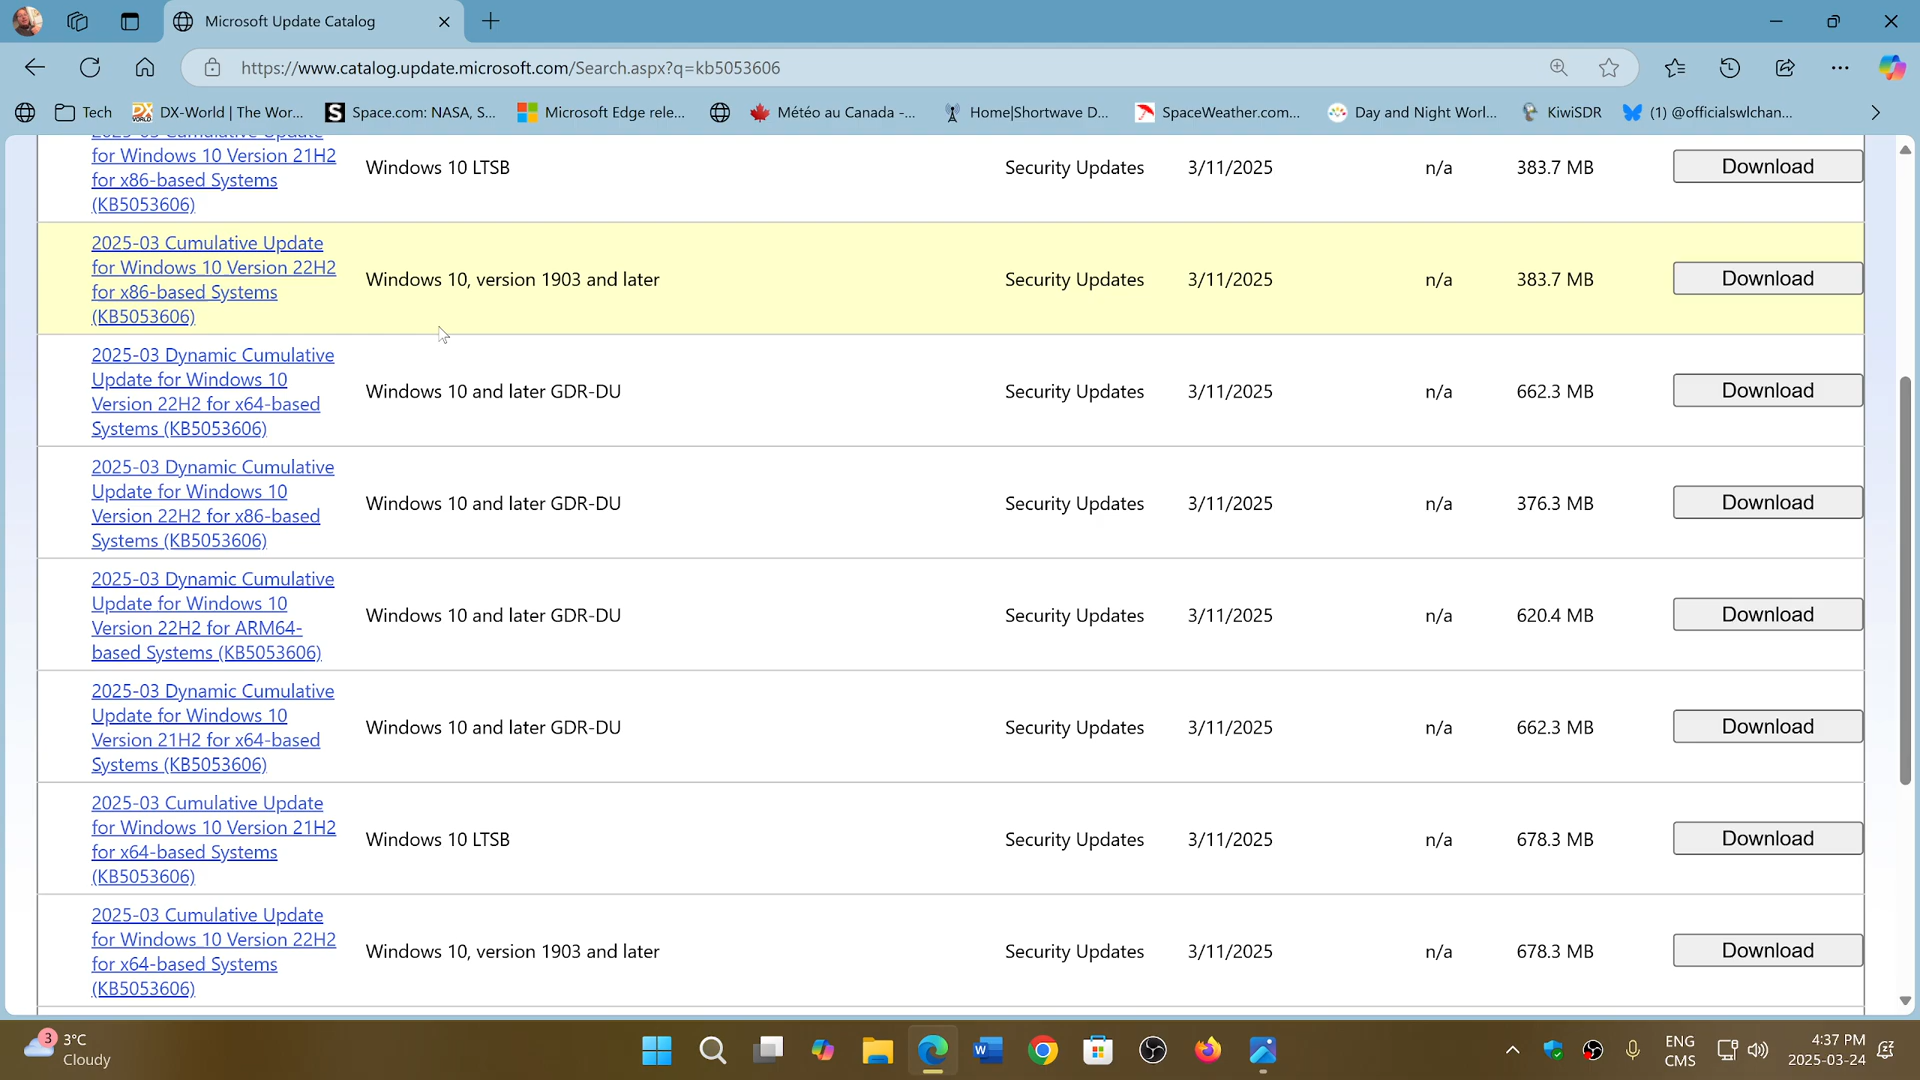 Microsoft Update Catalog
https://www.catalog.update.microsoft.com/Search.aspx?q=kb5053606
Tech
DX-World | The Wor...
Space.com: NASA, S...
Microsoft Edge rele...
Météo au Canada -...
Home|Shortwave D...
SpaceWeather.com...
Day and Night Worl...
KiwiSDR
(1) @officialswlchan...
2025-03 Cumulative Update
for Windows 10 Version 21H2
for x86-based Systems
(KB5053606)
Windows 10 LTSB
Security Updates
3/11/2025
n/a
383.7 MB
Download
2025-03 Cumulative Update
for Windows 10 Version 22H2
for x86-based Systems
(KB5053606)
Windows 10, version 1903 and later
Security Updates
3/11/2025
n/a
383.7 MB
Download
2025-03 Dynamic Cumulative
Update for Windows 10
Version 22H2 for x64-based
Systems (KB5053606)
Windows 10 and later GDR-DU
Security Updates
3/11/2025
n/a
662.3 MB
Download
2025-03 Dynamic Cumulative
Update for Windows 10
Version 22H2 for x86-based
Systems (KB5053606)
Windows 10 and later GDR-DU
Security Updates
3/11/2025
n/a
376.3 MB
Download
2025-03 Dynamic Cumulative
Update for Windows 10
Version 22H2 for ARM64-
based Systems (KB5053606)
Windows 10 and later GDR-DU
Security Updates
3/11/2025
n/a
620.4 MB
Download
2025-03 Dynamic Cumulative
Update for Windows 10
Version 21H2 for x64-based
Systems (KB5053606)
Windows 10 and later GDR-DU
Security Updates
3/11/2025
n/a
662.3 MB
Download
2025-03 Cumulative Update
for Windows 10 Version 21H2
for x64-based Systems
(KB5053606)
Windows 10 LTSB
Security Updates
3/11/2025
n/a
678.3 MB
Download
2025-03 Cumulative Update
for Windows 10 Version 22H2
for x64-based Systems
(KB5053606)
Windows 10, version 1903 and later
Security Updates
3/11/2025
n/a
678.3 MB
Download
3
3°C
Cloudy
ENG
CMS
4:37 PM
2025-03-24